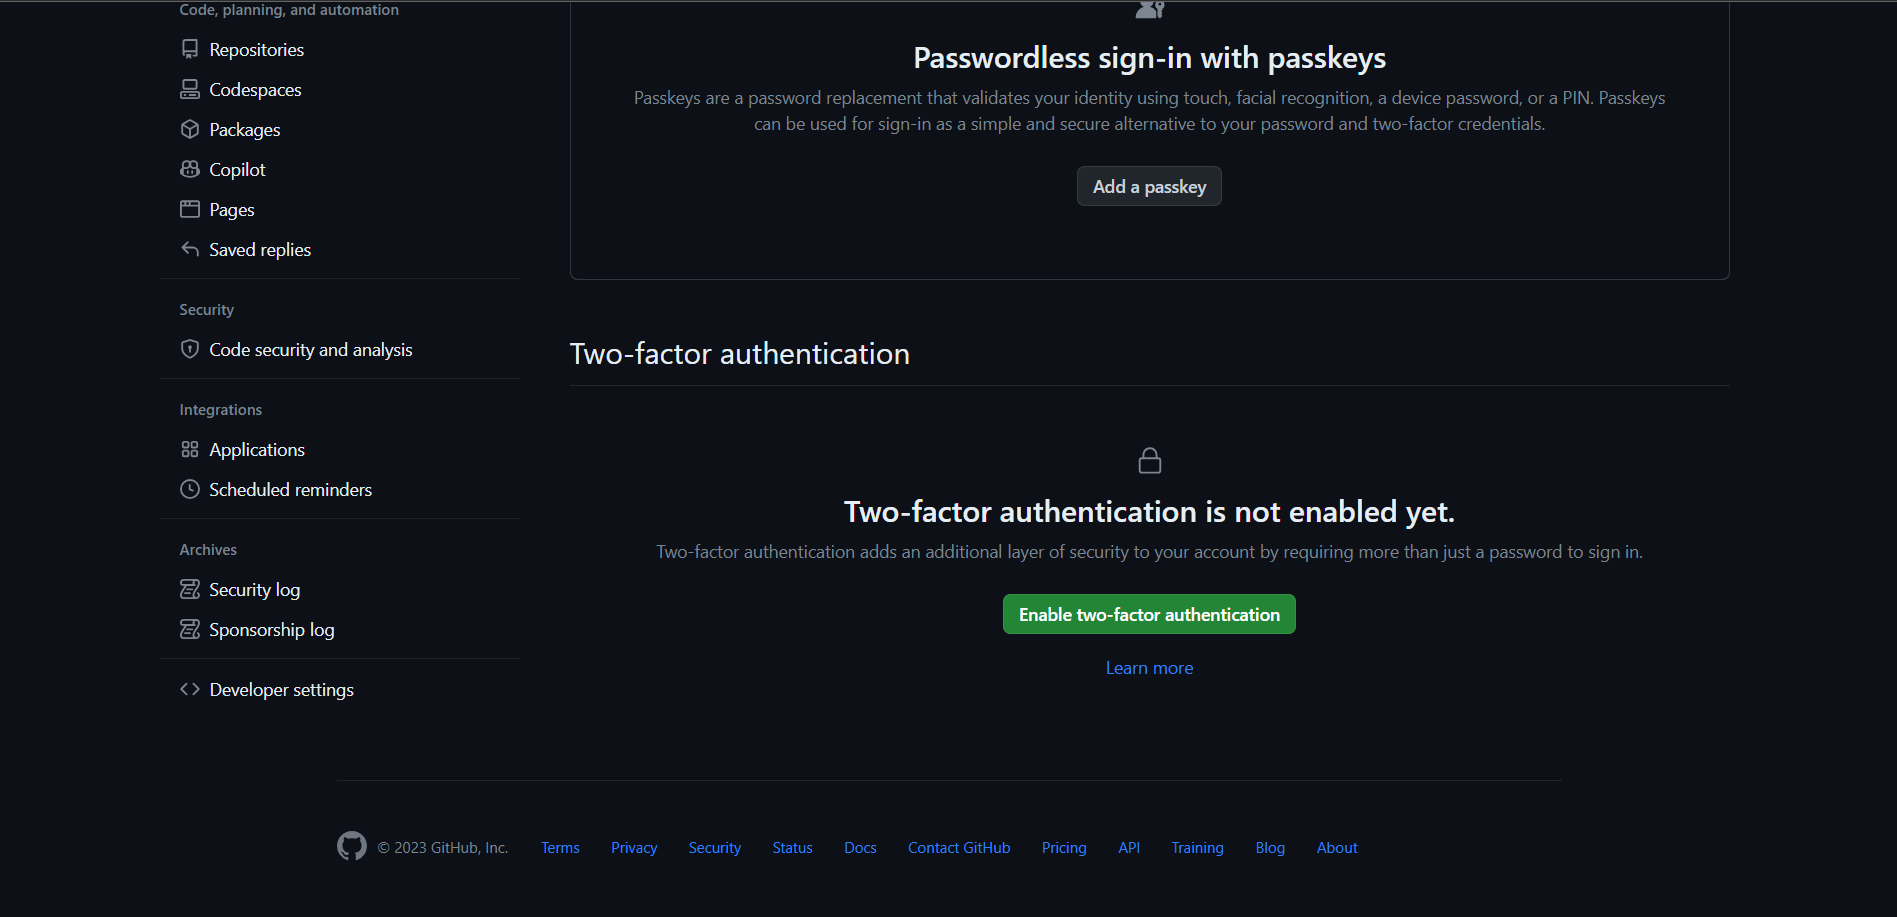 Code, planning, and automation
Repositories
Codespaces
Packages
Copilot
Pages
Saved replies
Security
Code security and analysis
Integrations
Applications
Scheduled reminders
Archives
Security log
Sponsorship log
Developer settings
Passwordless sign-in with passkeys
Passkeys are a password replacement that validates your identity using touch, facial recognition, a device password, or a PIN. Passkeys
can be used for sign-in as a simple and secure alternative to your password and two-factor credentials.
Add a passkey
Two-factor authentication
Two-factor authentication is not enabled yet.
Two-factor authentication adds an additional layer of security to your account by requiring more than just a password to sign in.
Enable two-factor authentication
Learn more
© 2023 GitHub, Inc. Terms Privacy Security Status Docs Contact GitHub Pricing API Training Blog About